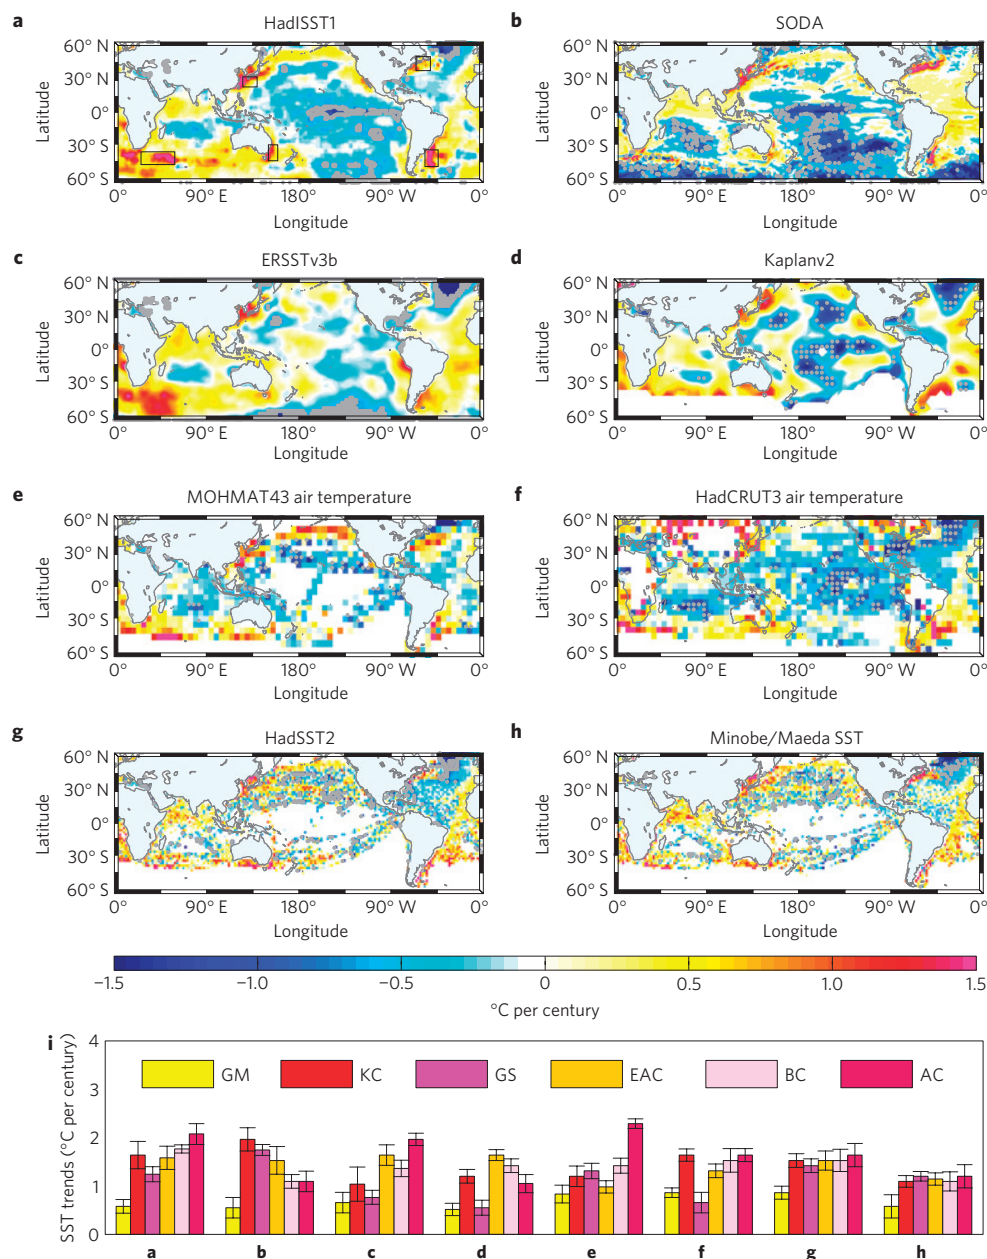 a HadISST1
60° N
30° N
0°
30° S
60° S
Latitude
0° 90° E 180° 90° W 0°
Longitude
b SODA
60° N
30° N
0°
30° S
60° S
Latitude
0° 90° E 180° 90° W 0°
Longitude
c ERSSTv3b
60° N
30° N
0°
30° S
60° S
Latitude
0° 90° E 180° 90° W 0°
Longitude
d Kaplanv2
60° N
30° N
0°
30° S
60° S
Latitude
0° 90° E 180° 90° W 0°
Longitude
e MOHMAT43 air temperature
60° N
30° N
0°
30° S
60° S
Latitude
0° 90° E 180° 90° W 0°
Longitude
f HadCRUT3 air temperature
60° N
30° N
0°
30° S
60° S
Latitude
0° 90° E 180° 90° W 0°
Longitude
g HadSST2
60° N
30° N
0°
30° S
60° S
Latitude
0° 90° E 180° 90° W 0°
Longitude
h Minobe/Maeda SST
60° N
30° N
0°
30° S
60° S
Latitude
0° 90° E 180° 90° W 0°
Longitude
−1.5 −1.0 −0.5 0 0.5 1.0 1.5
°C per century
i
SST trends (°C per century)
4
3
2
1
0
GM KC GS EAC BC AC
a b c d e f g h